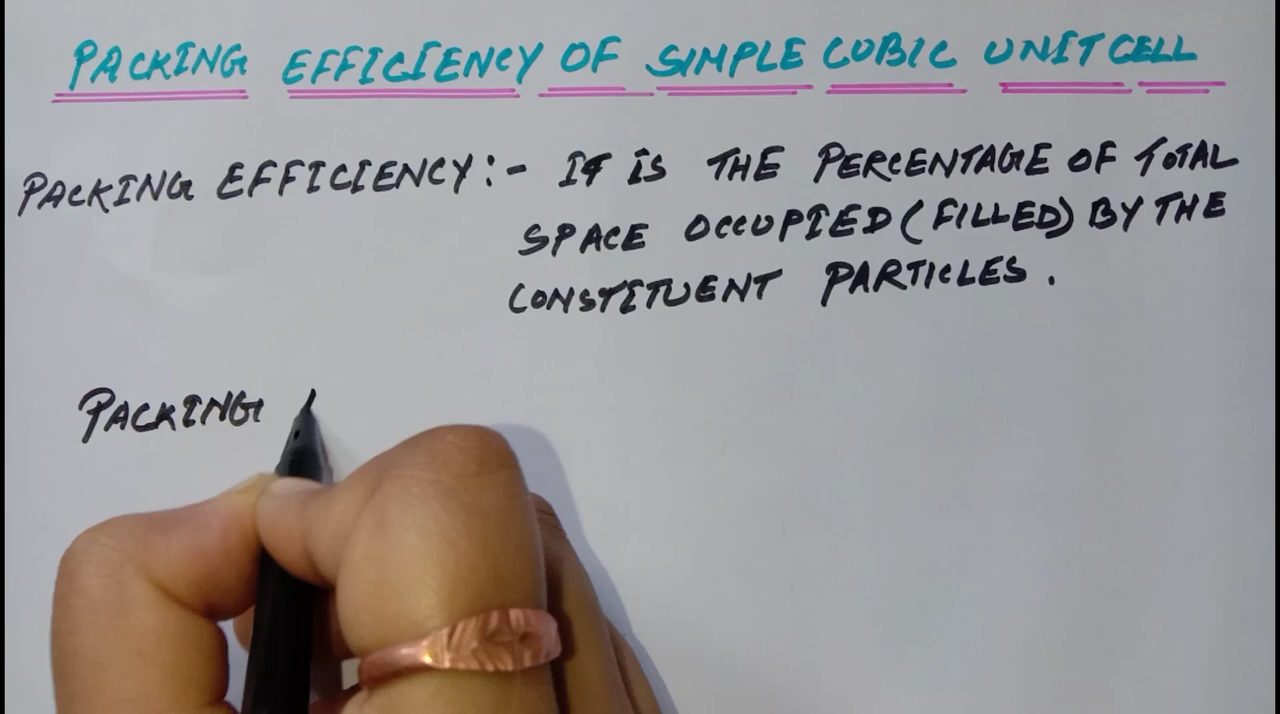 PACKING EFFICIENCY OF SIMPLE CUBIC UNIT CELL
PACKING EFFICIENCY:- IT IS THE PERCENTAGE OF TOTAL
SPACE OCCUPIED (FILLED) BY THE
CONSTITUENT PARTICLES.
PACKING